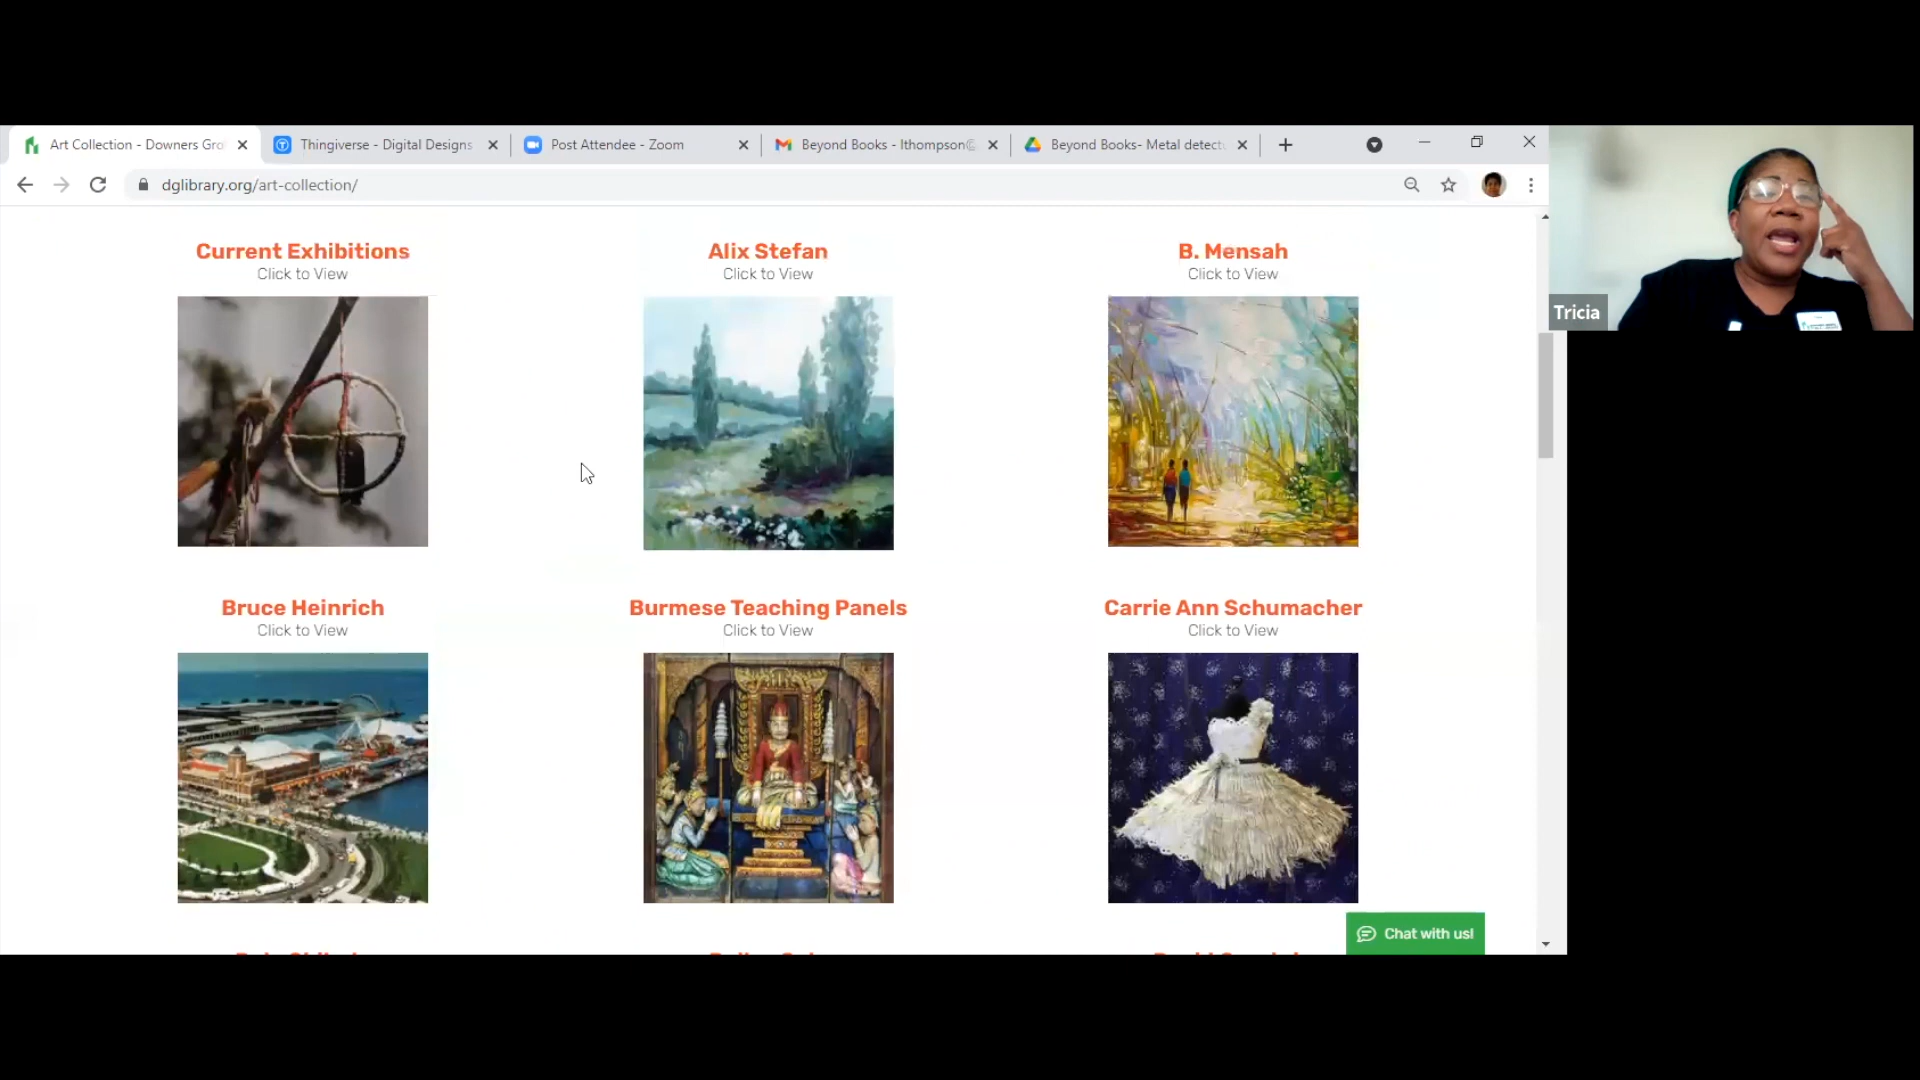 Art Collection - Downers Gro
Thingiverse - Digital Designs
Post Attendee - Zoom
Beyond Books - lthompson@
Beyond Books- Metal detect
dglibrary.org/art-collection/
Current Exhibitions
Click to View
Alix Stefan
Click to View
B. Mensah
Click to View
Tricia
Bruce Heinrich
Click to View
Burmese Teaching Panels
Click to View
Carrie Ann Schumacher
Click to View
Chat with us!